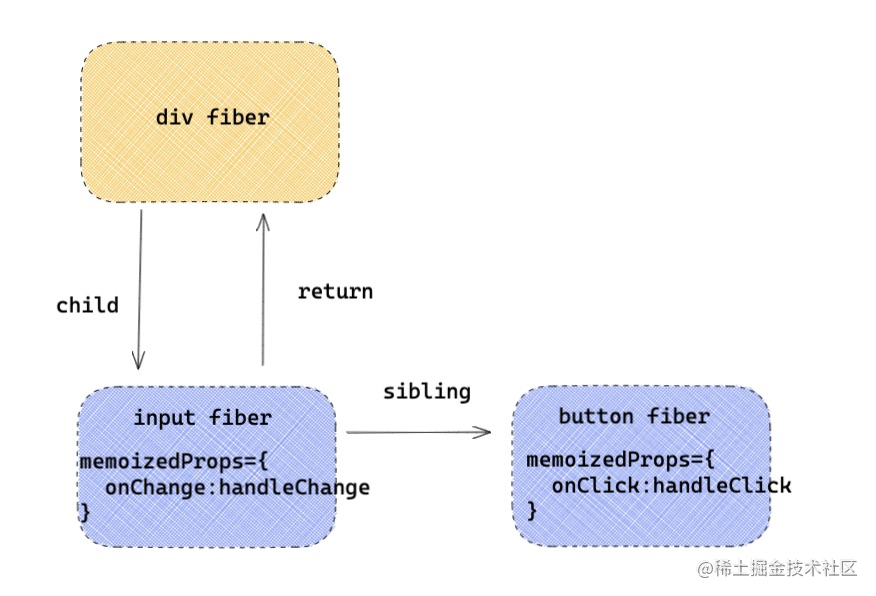 div fiber
child
return
input fiber
memoizedProps={
onChange:handleChange
}
sibling
button fiber
memoizedProps={
onClick:handleClick
}
@稀土掘金技术社区